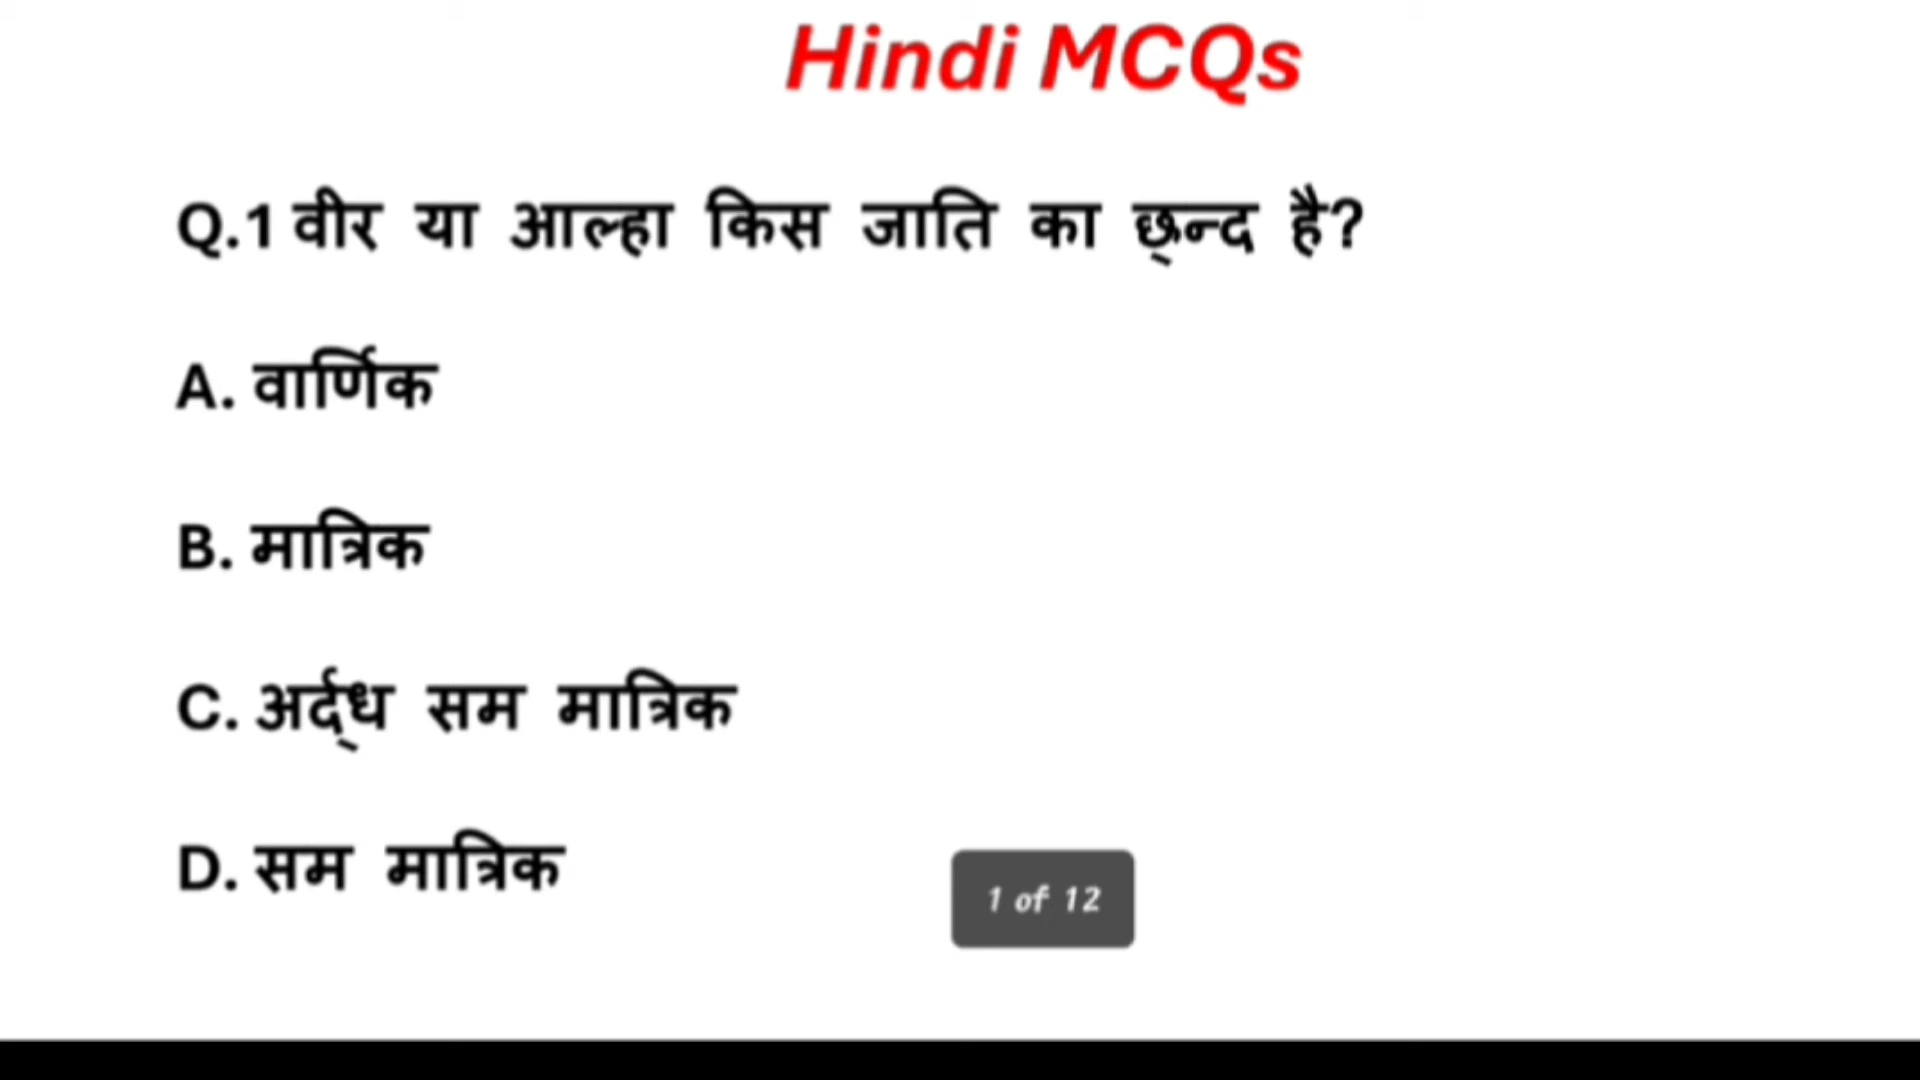 Hindi MCQs
Q.1 वीर या आल्हा किस जाति का छ्न्द है?
A. वार्णिक
B. मात्रिक
C. अर्द्ध सम मात्रिक
D. सम मात्रिक
1 of 12